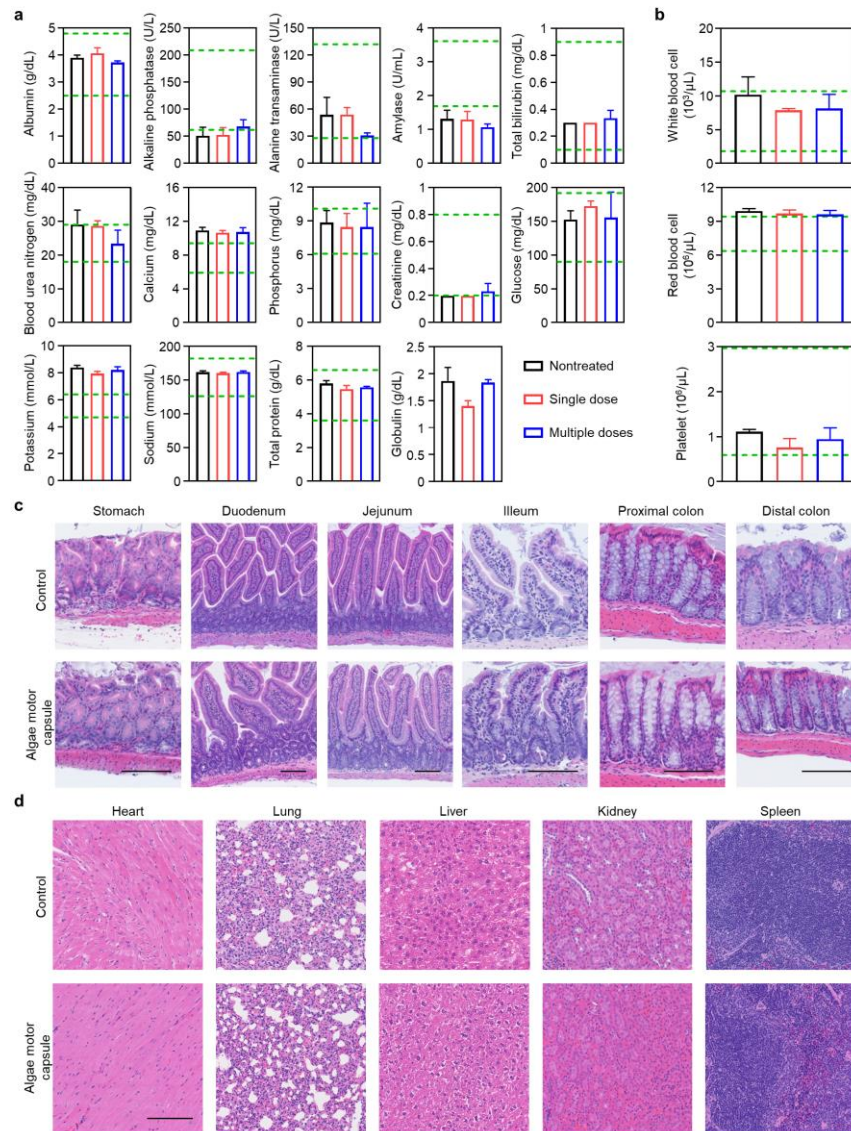 a
b
Albumin (g/dL)
5
4
3
2
1
0
Alkaline phosphatase (U/L)
250
200
150
100
50
0
Alanine transaminase (U/L)
150
120
90
60
30
0
Amylase (U/mL)
4
3
2
1
0
Total bilirubin (mg/dL)
1
0.8
0.6
0.4
0.2
0
White blood cell
(10³/μL)
20
15
10
5
0
Blood urea nitrogen (mg/dL)
40
30
20
10
0
Calcium (mg/dL)
16
12
8
4
0
Phosphorus (mg/dL)
12
9
6
3
0
Creatinine (mg/dL)
1
0.8
0.6
0.4
0.2
0
Glucose (mg/dL)
200
150
100
50
0
Red blood cell
(10⁶/μL)
12
9
6
3
0
Potassium (mmol/L)
10
8
6
4
2
0
Sodium (mmol/L)
200
150
100
50
0
Total protein (g/dL)
8
6
4
2
0
Globulin (g/dL)
2.5
2
1.5
1
0.5
0
Nontreated
Single dose
Multiple doses
Platelet (10⁶/μL)
3
2
1
0
c
Stomach
Duodenum
Jejunum
Illeum
Proximal colon
Distal colon
Control
Algae motor
capsule
d
Heart
Lung
Liver
Kidney
Spleen
Control
Algae motor
capsule